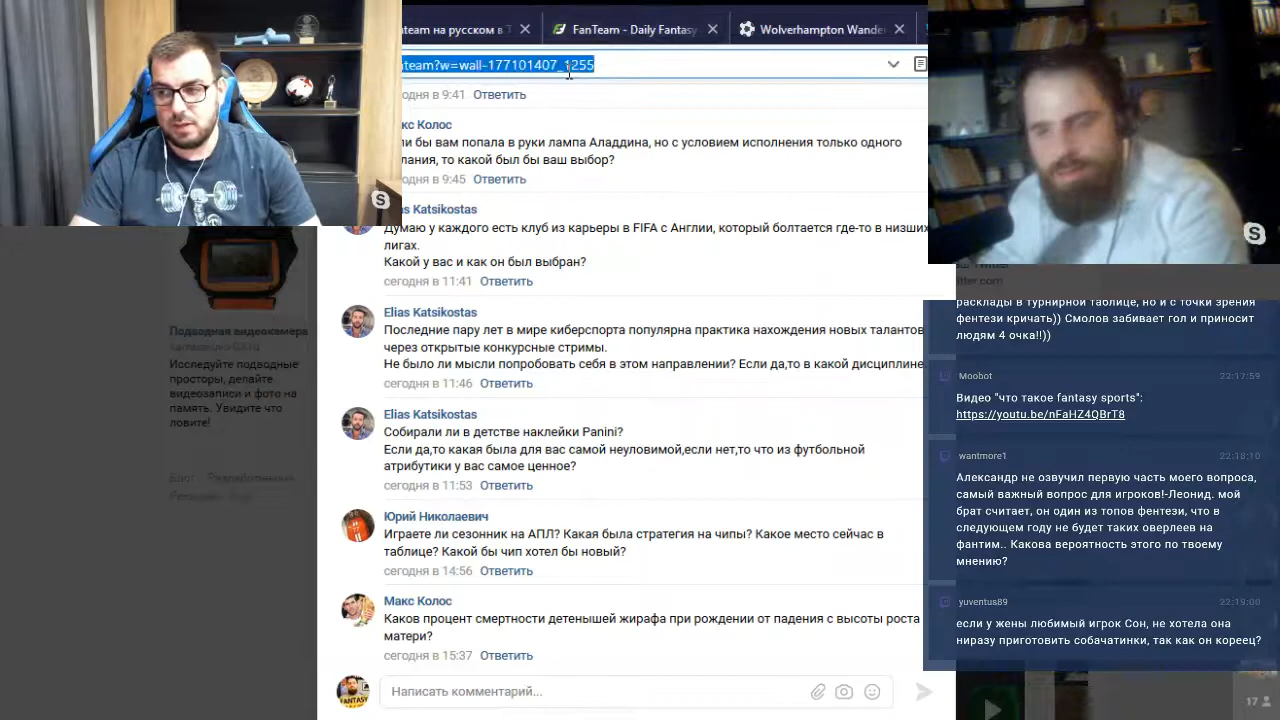 nteam на русском в T
FanTeam - Daily Fantasy
Wolverhampton Wande
team?w=wall-177101407_1255
одня в 9:41 Ответить
кс Колос
ли бы вам попала в руки лампа Аладдина, но с условием исполнения только одного
лания, то какой был бы ваш выбор?
сегодня в 9:45 Ответить
as Katsikostas
Думаю у каждого есть клуб из карьеры в FIFA с Англии, который болтается где-то в низших
лигах.
Какой у вас и как он был выбран?
сегодня в 11:41 Ответить
Elias Katsikostas
Последние пару лет в мире киберспорта популярна практика нахождения новых талантов
через открытые конкурсные стримы.
Не было ли мысли попробовать себя в этом направлении? Если да,то в какой дисциплине.
сегодня в 11:46 Ответить
Elias Katsikostas
Собирали ли в детстве наклейки Panini?
Если да,то какая была для вас самой неуловимой,если нет,то что из футбольной
атрибутики у вас самое ценное?
сегодня в 11:53 Ответить
Юрий Николаевич
Играете ли сезонник на АПЛ? Какая была стратегия на чипы? Какое место сейчас в
таблице? Какой бы чип хотел бы новый?
сегодня в 14:56 Ответить
Макс Колос
Каков процент смертности детенышей жирафа при рождении от падения с высоты роста
матери?
сегодня в 15:37 Ответить
Написать комментарий...
FANTASY
Подводная видеокамера
Исследуйте подводные
просторы, делайте
видеозаписи и фото на
память. Увидите что
ловите!
Блог Разработчикам
ш Twitter
tter.com
расклады в турнирной таблице, но и с точки зрения
фентези кричать)) Смолов забивает гол и приносит
людям 4 очка!!))
Moobot 22:17:59
Видео "что такое fantasy sports":
https://youtu.be/nFaHZ4QBrT8
wantmore1 22:18:10
Александр не озвучил первую часть моего вопроса,
самый важный вопрос для игроков!-Леонид. мой
брат считает, он один из топов фентези, что в
следующем году не будет таких оверлеев на
фантим.. Какова вероятность этого по твоему
мнению?
yuventus89 22:19:00
если у жены любимый игрок Сон, не хотела она
ниразу приготовить собачатинки, так как он кореец?
17